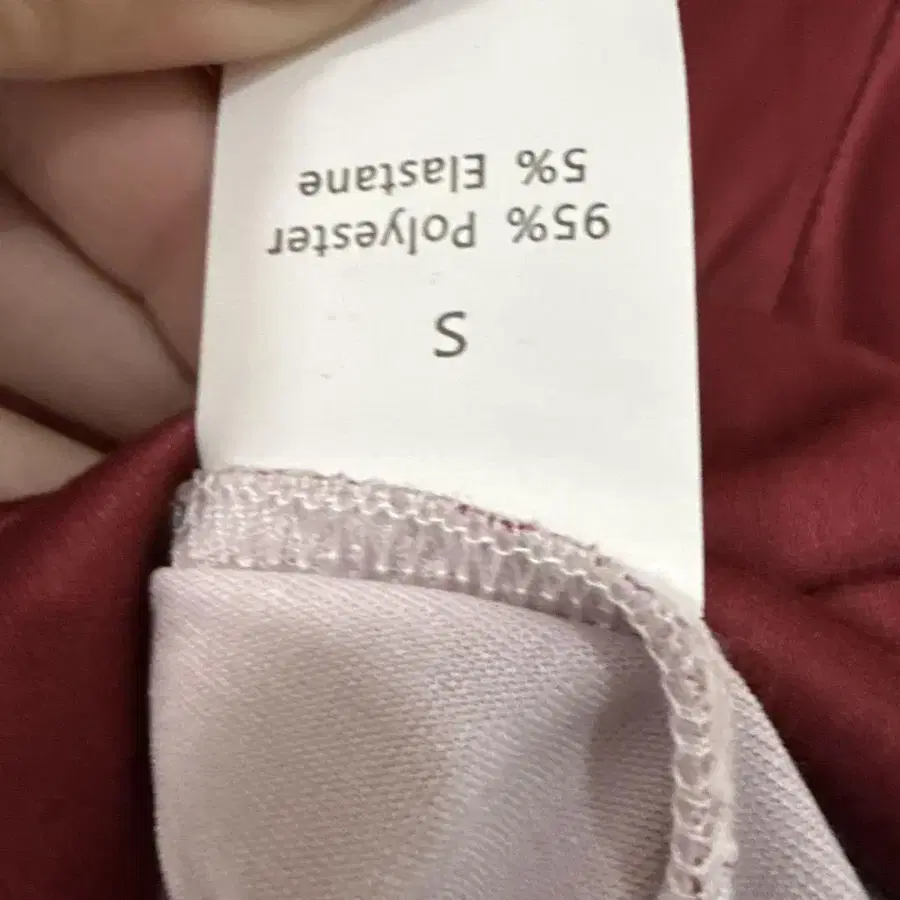 S
95% Polyester
5% Elastane